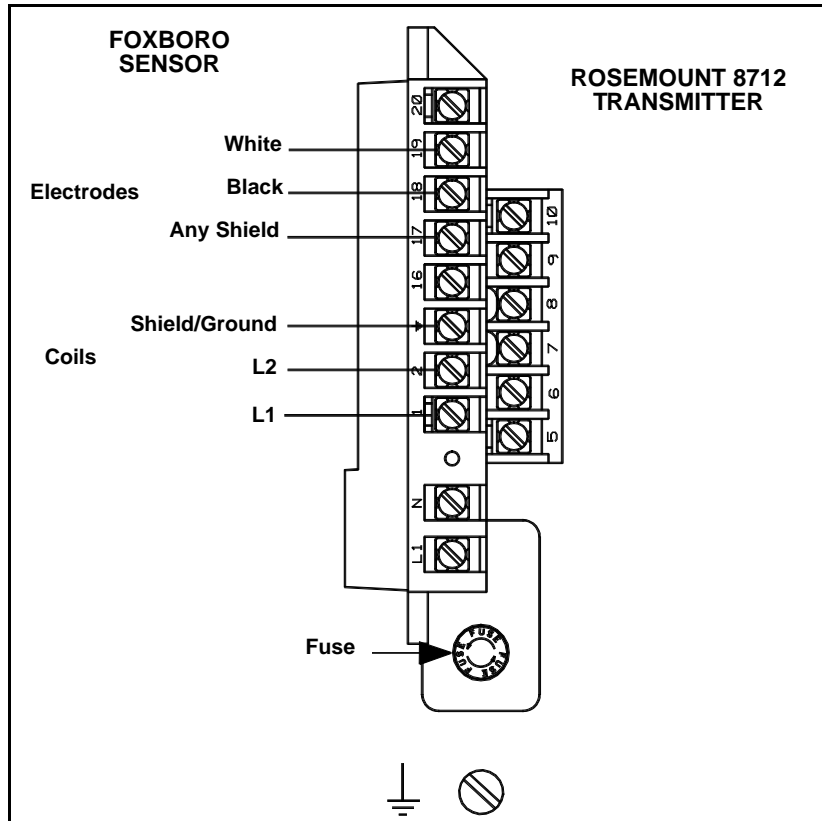 FOXBORO
SENSOR
ROSEMOUNT 8712
TRANSMITTER
20
White
19
Electrodes
Black
18
10
Any Shield
17
9
16
8
Shield/Ground
7
Coils
L2
2
6
L1
1
5
N
L1
Fuse
FUSE
FUSE
FUSE